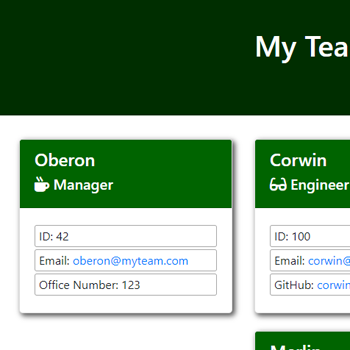 My Tea
Oberon
Manager
ID: 42
Email: oberon@myteam.com
Office Number: 123
Corwin
Engineer
ID: 100
Email: corwin@
GitHub: corwin